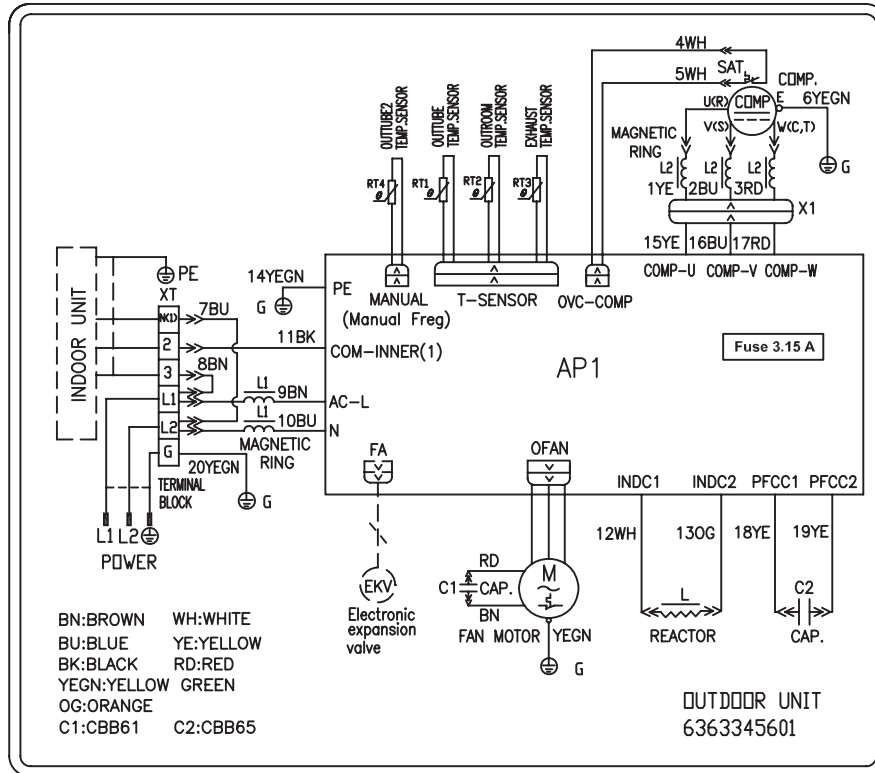 4WH
5WH
SAT.
COMP.
U(R)
COMP
E
6YEGN
V(S)
W(C,T)
MAGNETIC
RING
L2
L2
L2
G
1YE
2BU
3RD
X1
15YE
16BU
17RD
COMP-U
COMP-V
COMP-W
OUTTUBE2
TEMP.SENSOR
OUTTUBE
TEMP.SENSOR
OUTROOM
TEMP.SENSOR
EXHAUST
TEMP.SENSOR
RT4
θ
RT1
θ
RT2
θ
RT3
θ
MANUAL
(Manual Freg)
T-SENSOR
OVC-COMP
INDOOR UNIT
PE
XT
14YEGN
G
PE
N(1)
7BU
2
11BK
COM-INNER(1)
3
8BN
L1
L1
9BN
AC-L
L2
L1
10BU
N
MAGNETIC
RING
G
20YEGN
G
TERMINAL
BLOCK
L1
L2
POWER
AP1
Fuse 3.15 A
FA
OFAN
INDC1
INDC2
PFCC1
PFCC2
12WH
13OG
18YE
19YE
EKV
Electronic
expansion
valve
RD
C1
CAP.
BN
M
FAN MOTOR
YEGN
G
L
REACTOR
C2
CAP.
BN:BROWN WH:WHITE
BU:BLUE YE:YELLOW
BK:BLACK RD:RED
YEGN:YELLOW GREEN
OG:ORANGE
C1:CBB61 C2:CBB65
OUTDOOR UNIT
6363345601